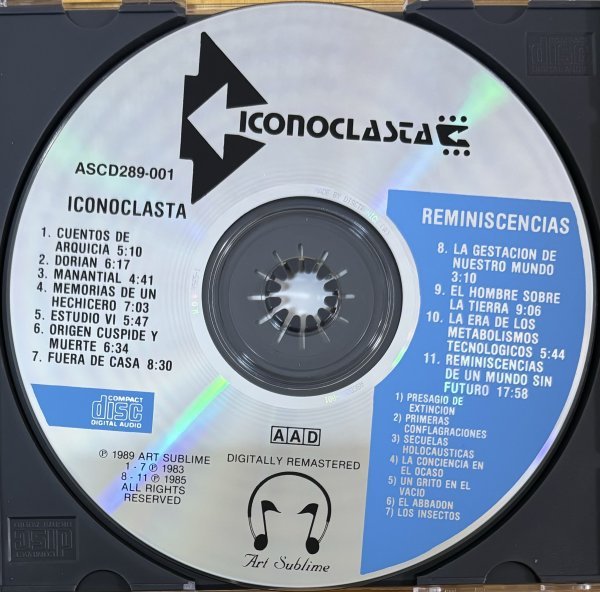 ICONOCLASTA
ASCD289-001
ICONOCLASTA
1. CUENTOS DE
ARQUICIA 5:10
2. DORIAN 6:17
3. MANANTIAL 4:41
4. MEMORIAS DE UN
HECHICERO 7:03
5. ESTUDIO VI 5:47
6. ORIGEN CUSPIDE Y
MUERTE 6:34
7. FUERA DE CASA 8:30
COMPACT
disc
DIGITAL AUDIO
REMINISCENCIAS
8. LA GESTACION DE
NUESTRO MUNDO
3:10
9. EL HOMBRE SOBRE
LA TIERRA 9:06
10. LA ERA DE LOS
METABOLISMOS
TECNOLOGICOS 5:44
11. REMINISCENCIAS
DE UN MUNDO SIN
FUTURO 17:58
1) PRESAGIO DE
EXTINCION
2) PRIMERAS
CONFLAGRACIONES
3) SECUELAS
HOLOCAUSTICAS
4) LA CONCIENCIA EN
EL OCASO
5) UN GRITO EN EL
VACIO
6) EL ABBADON
7) LOS INSECTOS
AAD
DIGITALLY REMASTERED
℗ 1989 ART SUBLIME
1 - 7 ℗ 1983
8 - 11 ℗ 1985
ALL RIGHTS
RESERVED
Art Sublime